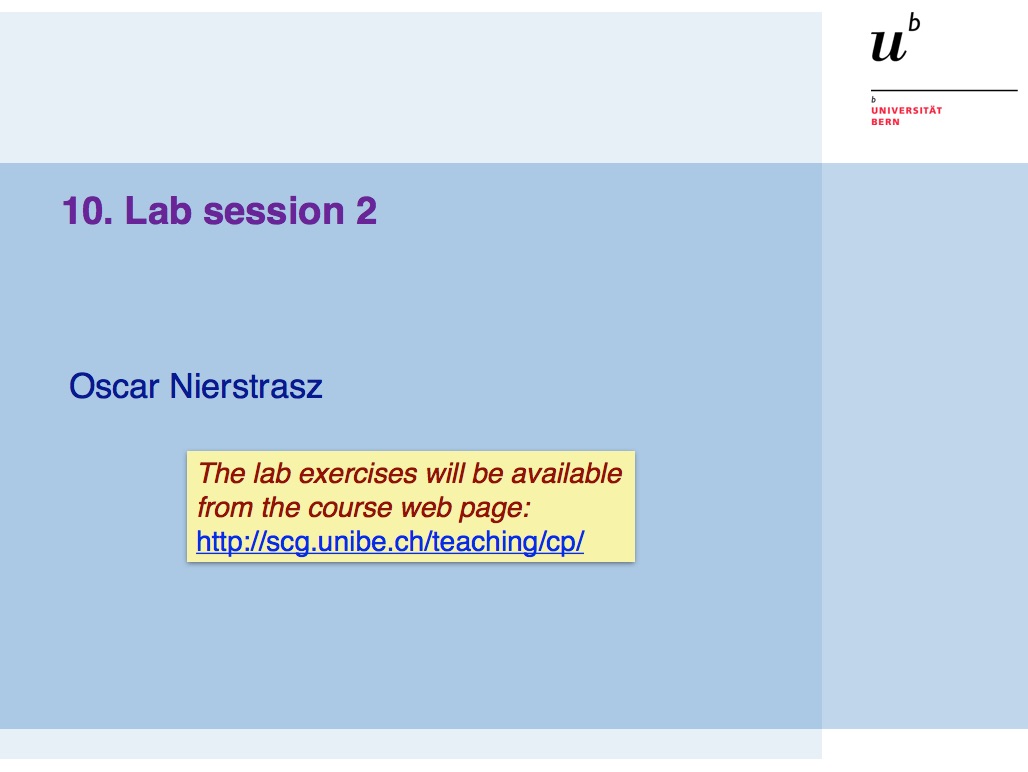 u b
b
UNIVERSITÄT
BERN
10. Lab session 2
Oscar Nierstrasz
The lab exercises will be available
from the course web page:
http://scg.unibe.ch/teaching/cp/